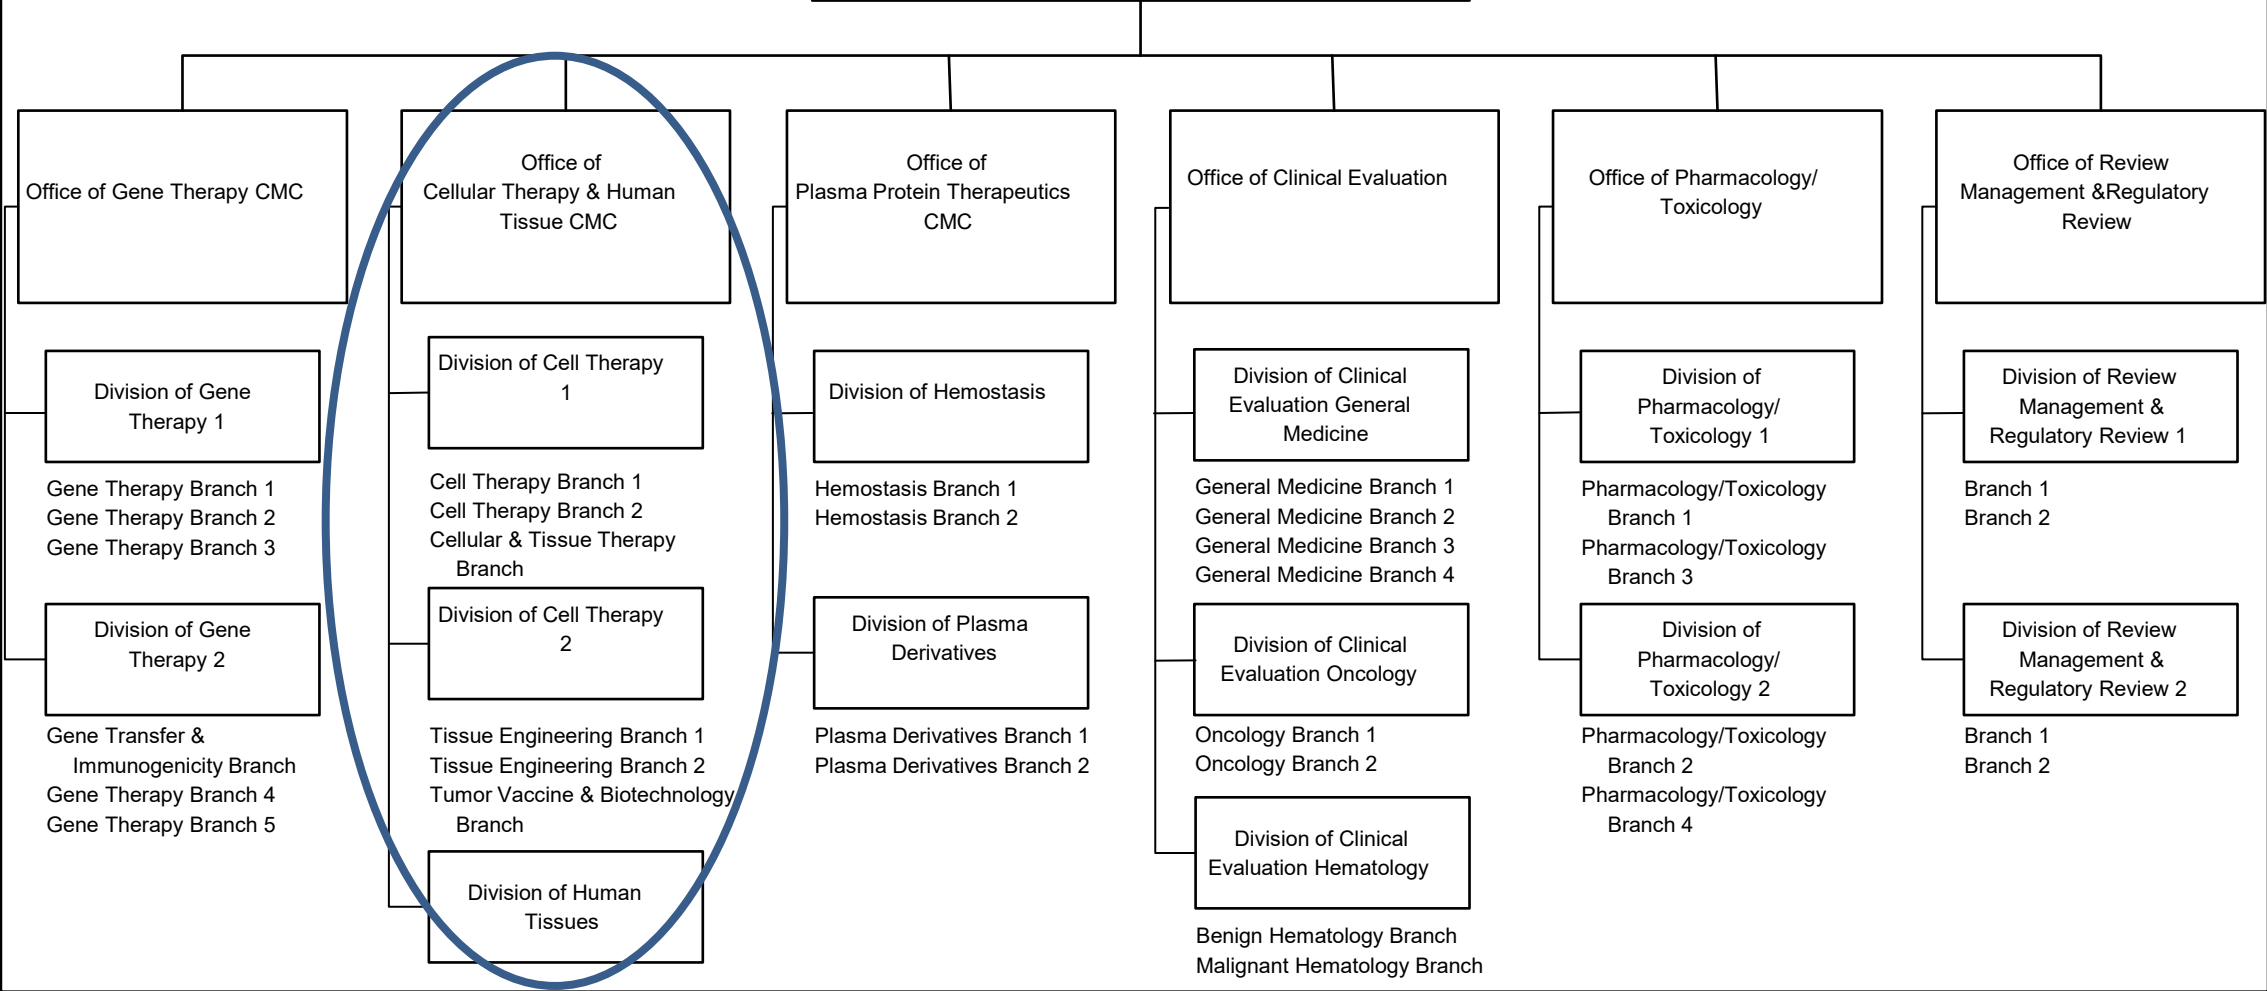 Office of Gene Therapy CMC
Division of Gene
Therapy 1
Gene Therapy Branch 1
Gene Therapy Branch 2
Gene Therapy Branch 3
Division of Gene
Therapy 2
Gene Transfer &
Immunogenicity Branch
Gene Therapy Branch 4
Gene Therapy Branch 5
Office of
Cellular Therapy & Human
Tissue CMC
Division of Cell Therapy
1
Cell Therapy Branch 1
Cell Therapy Branch 2
Cellular & Tissue Therapy
Branch
Division of Cell Therapy
2
Tissue Engineering Branch 1
Tissue Engineering Branch 2
Tumor Vaccine & Biotechnology
Branch
Division of Human
Tissues
Office of
Plasma Protein Therapeutics
CMC
Division of Hemostasis
Hemostasis Branch 1
Hemostasis Branch 2
Division of Plasma
Derivatives
Plasma Derivatives Branch 1
Plasma Derivatives Branch 2
Office of Clinical Evaluation
Division of Clinical
Evaluation General
Medicine
General Medicine Branch 1
General Medicine Branch 2
General Medicine Branch 3
General Medicine Branch 4
Division of Clinical
Evaluation Oncology
Oncology Branch 1
Oncology Branch 2
Division of Clinical
Evaluation Hematology
Benign Hematology Branch
Malignant Hematology Branch
Office of Pharmacology/
Toxicology
Division of
Pharmacology/
Toxicology 1
Pharmacology/Toxicology
Branch 1
Pharmacology/Toxicology
Branch 3
Division of
Pharmacology/
Toxicology 2
Pharmacology/Toxicology
Branch 2
Pharmacology/Toxicology
Branch 4
Office of Review
Management &Regulatory
Review
Division of Review
Management &
Regulatory Review 1
Branch 1
Branch 2
Division of Review
Management &
Regulatory Review 2
Branch 1
Branch 2